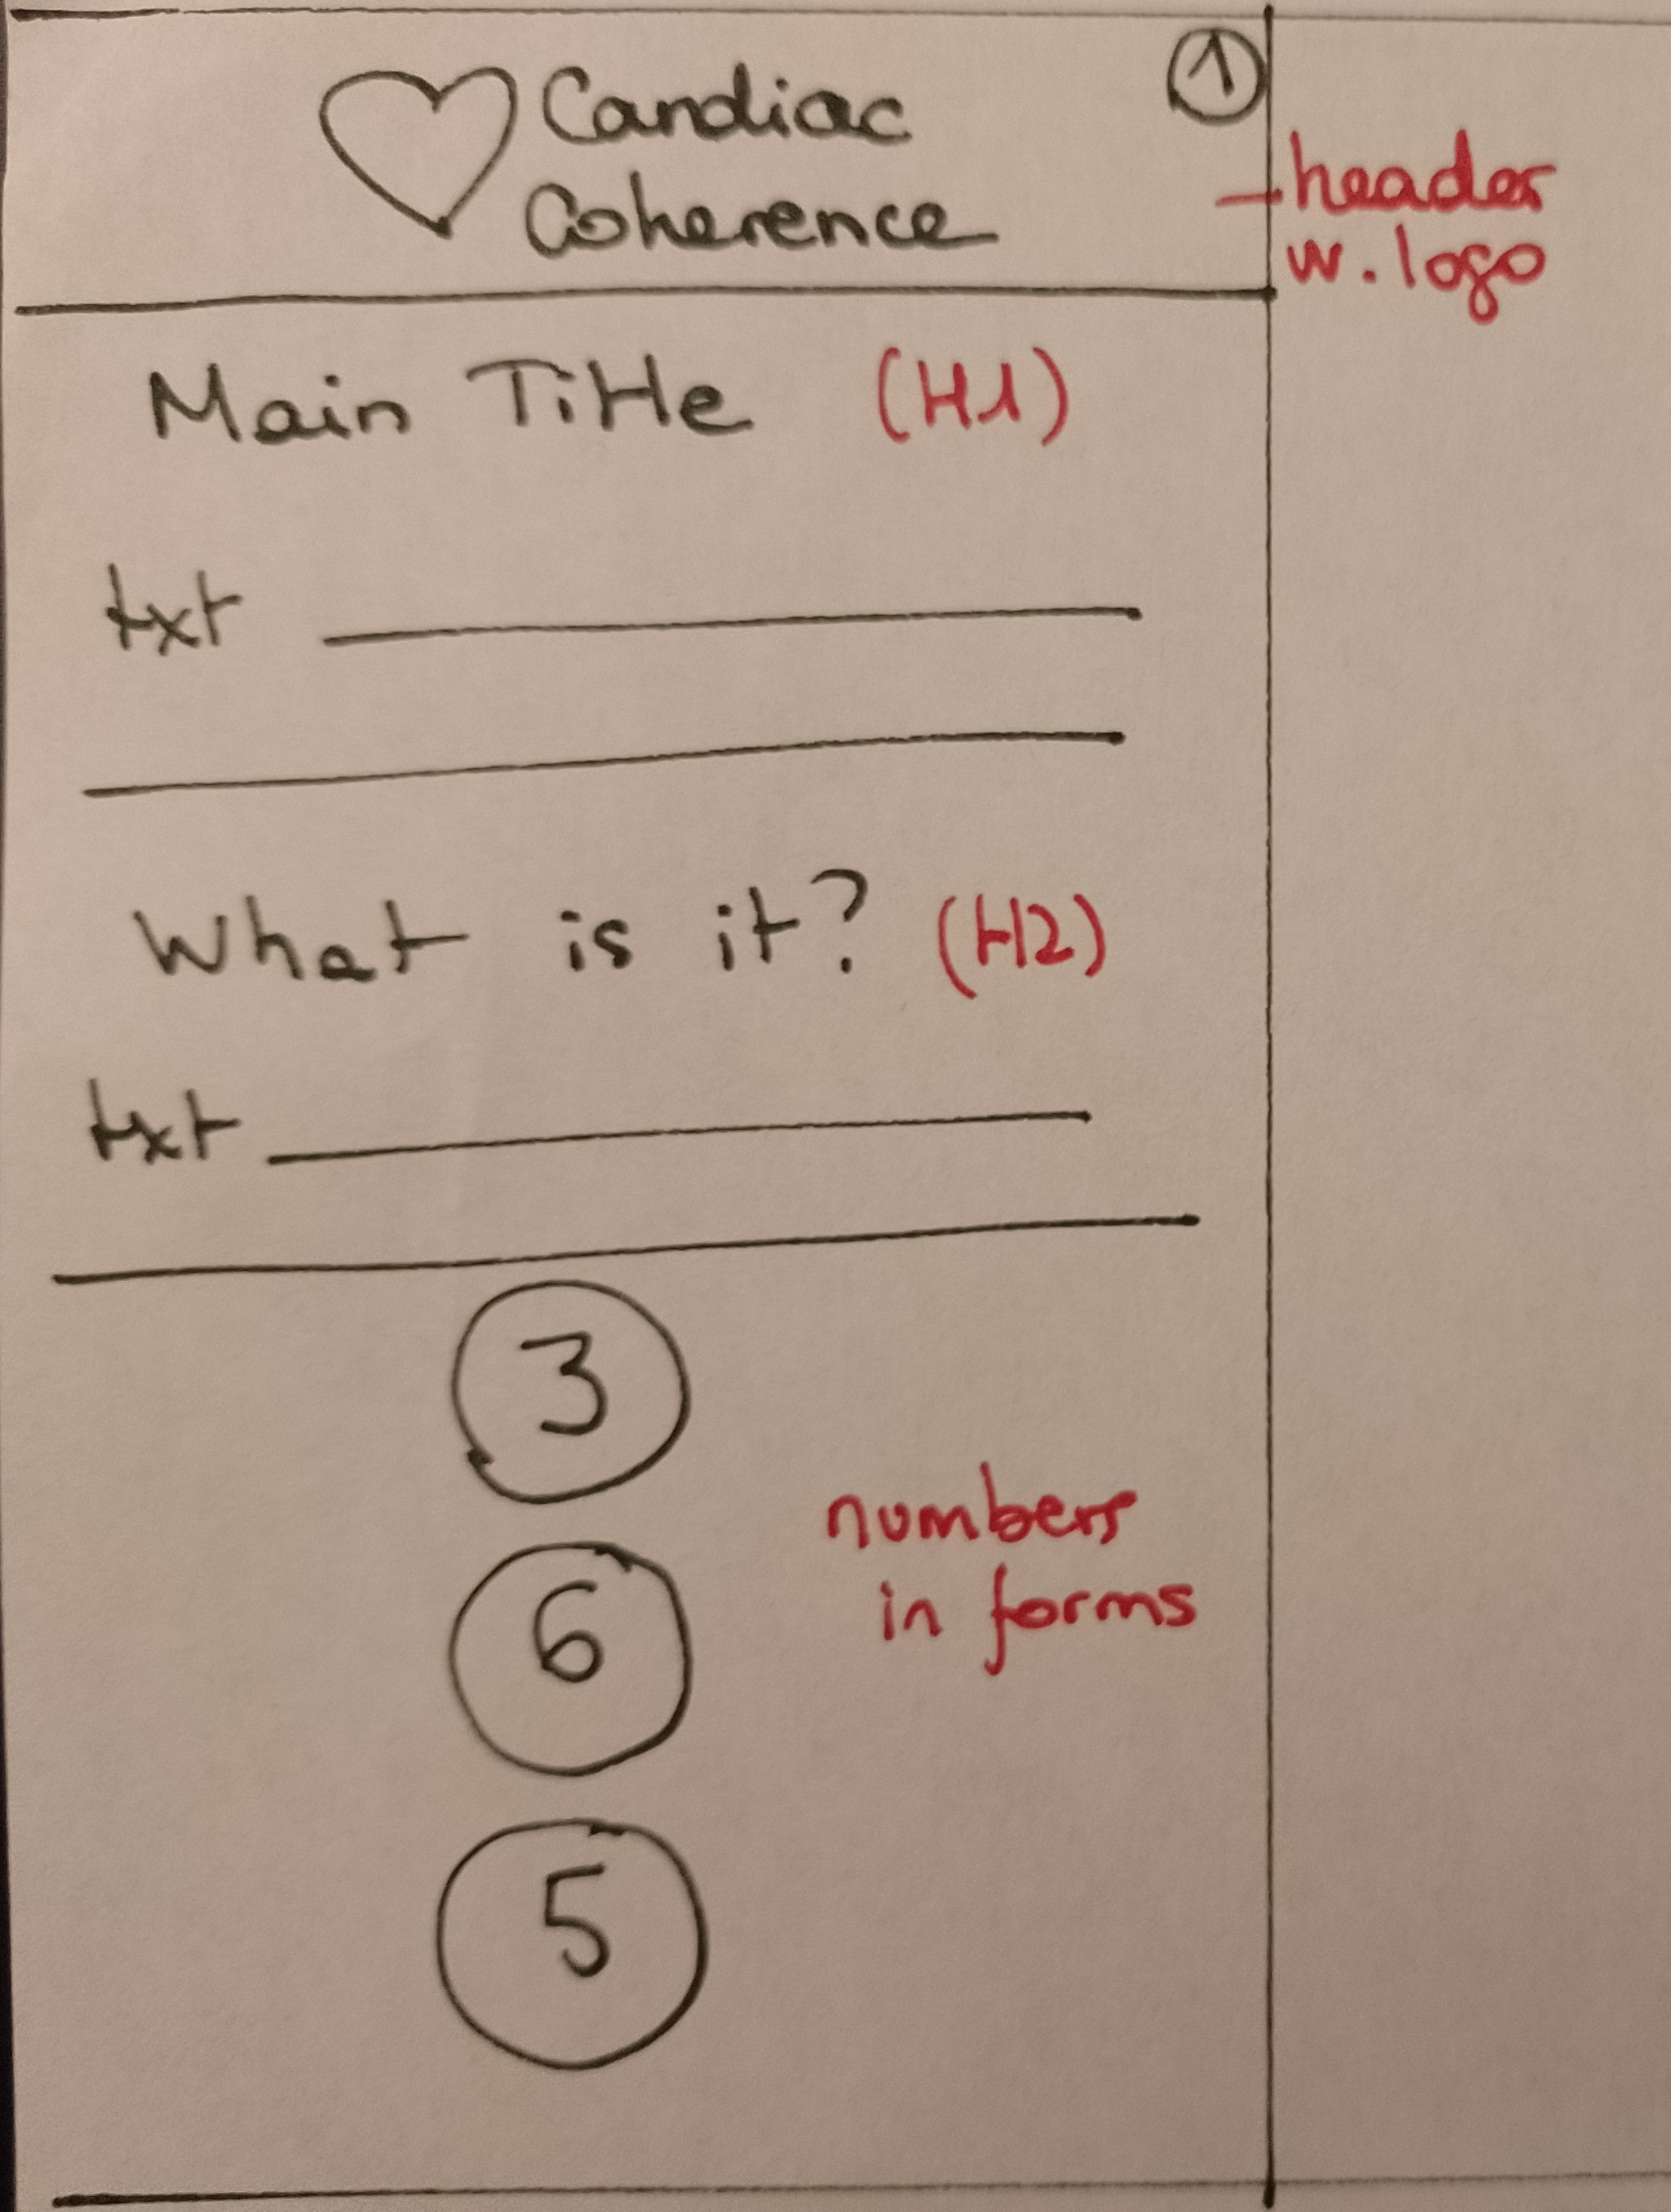 1
Cardiac
Coherence
header
w. logo
Main Title (H1)
txt
What is it? (H2)
txt
3
numbers
in forms
6
5